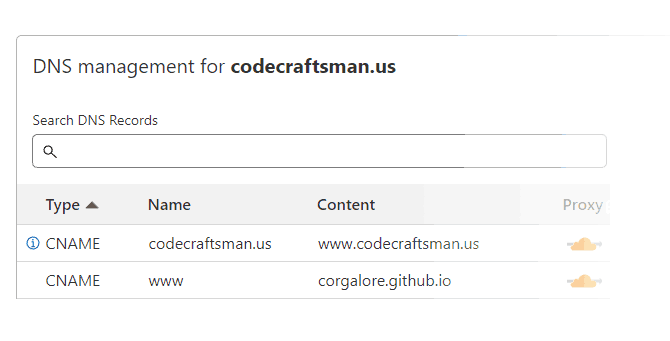 DNS management for codecraftsman.us
Search DNS Records
Type Name Content Proxy
CNAME codecraftsman.us www.codecraftsman.us
CNAME www corgalore.github.io